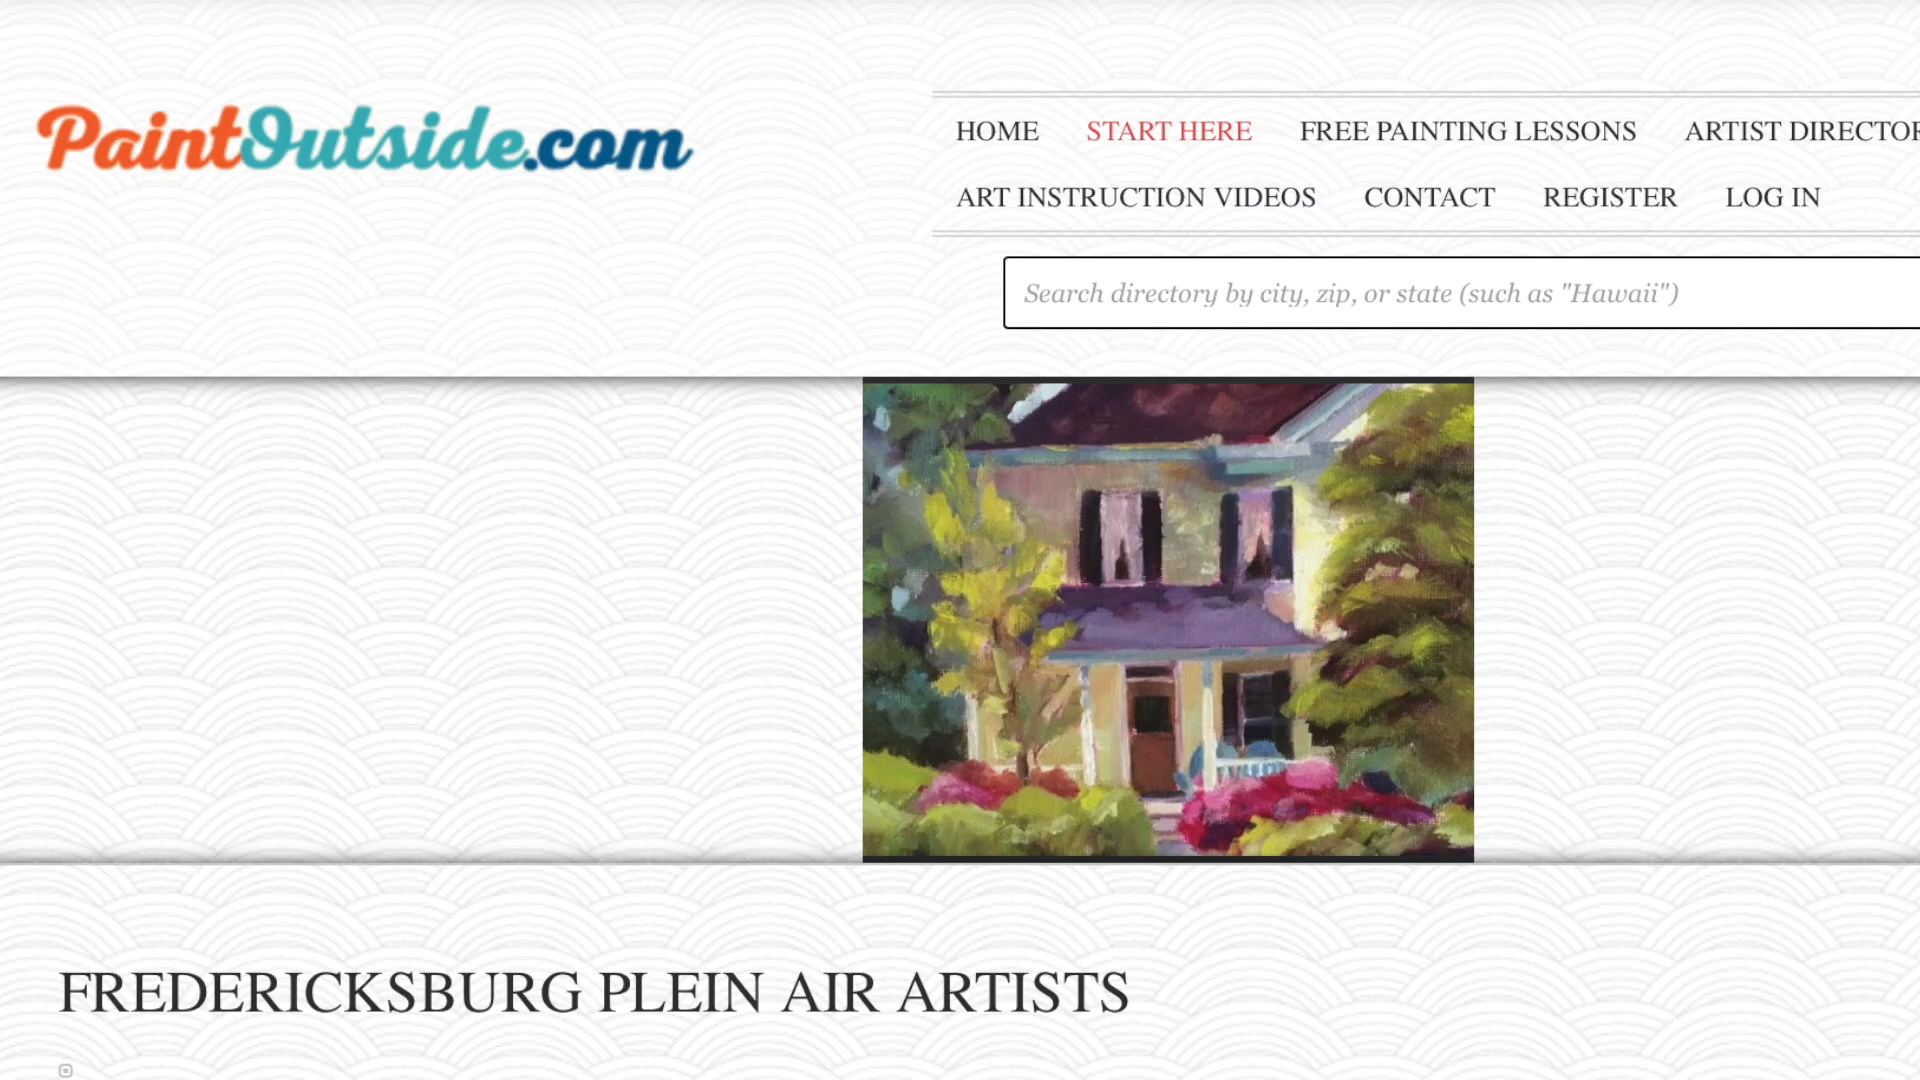 PaintOutside.com
HOME START HERE FREE PAINTING LESSONS ARTIST DIRECTOR
ART INSTRUCTION VIDEOS CONTACT REGISTER LOG IN
Search directory by city, zip, or state (such as "Hawaii")
FREDERICKSBURG PLEIN AIR ARTISTS